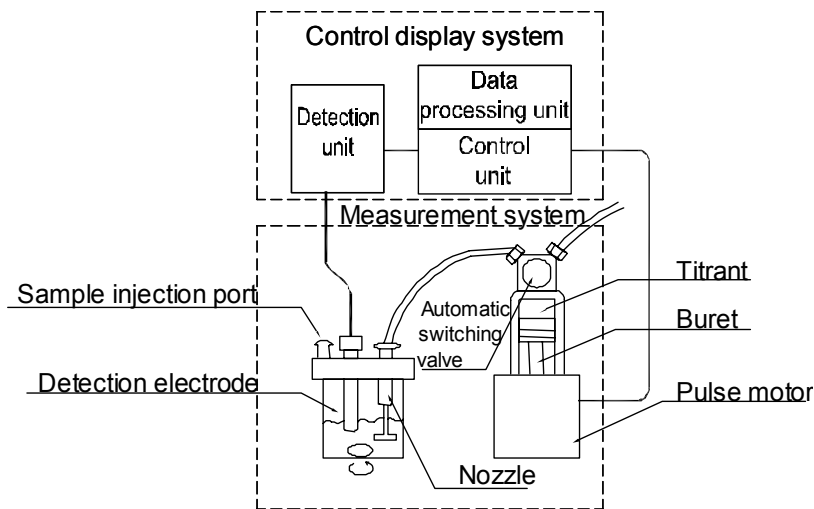 Control display system
Data
processing unit
Detection
unit
Control
unit
Measurement system
Titrant
Sample injection port
Automatic
switching
valve
Buret
Detection electrode
Pulse motor
Nozzle